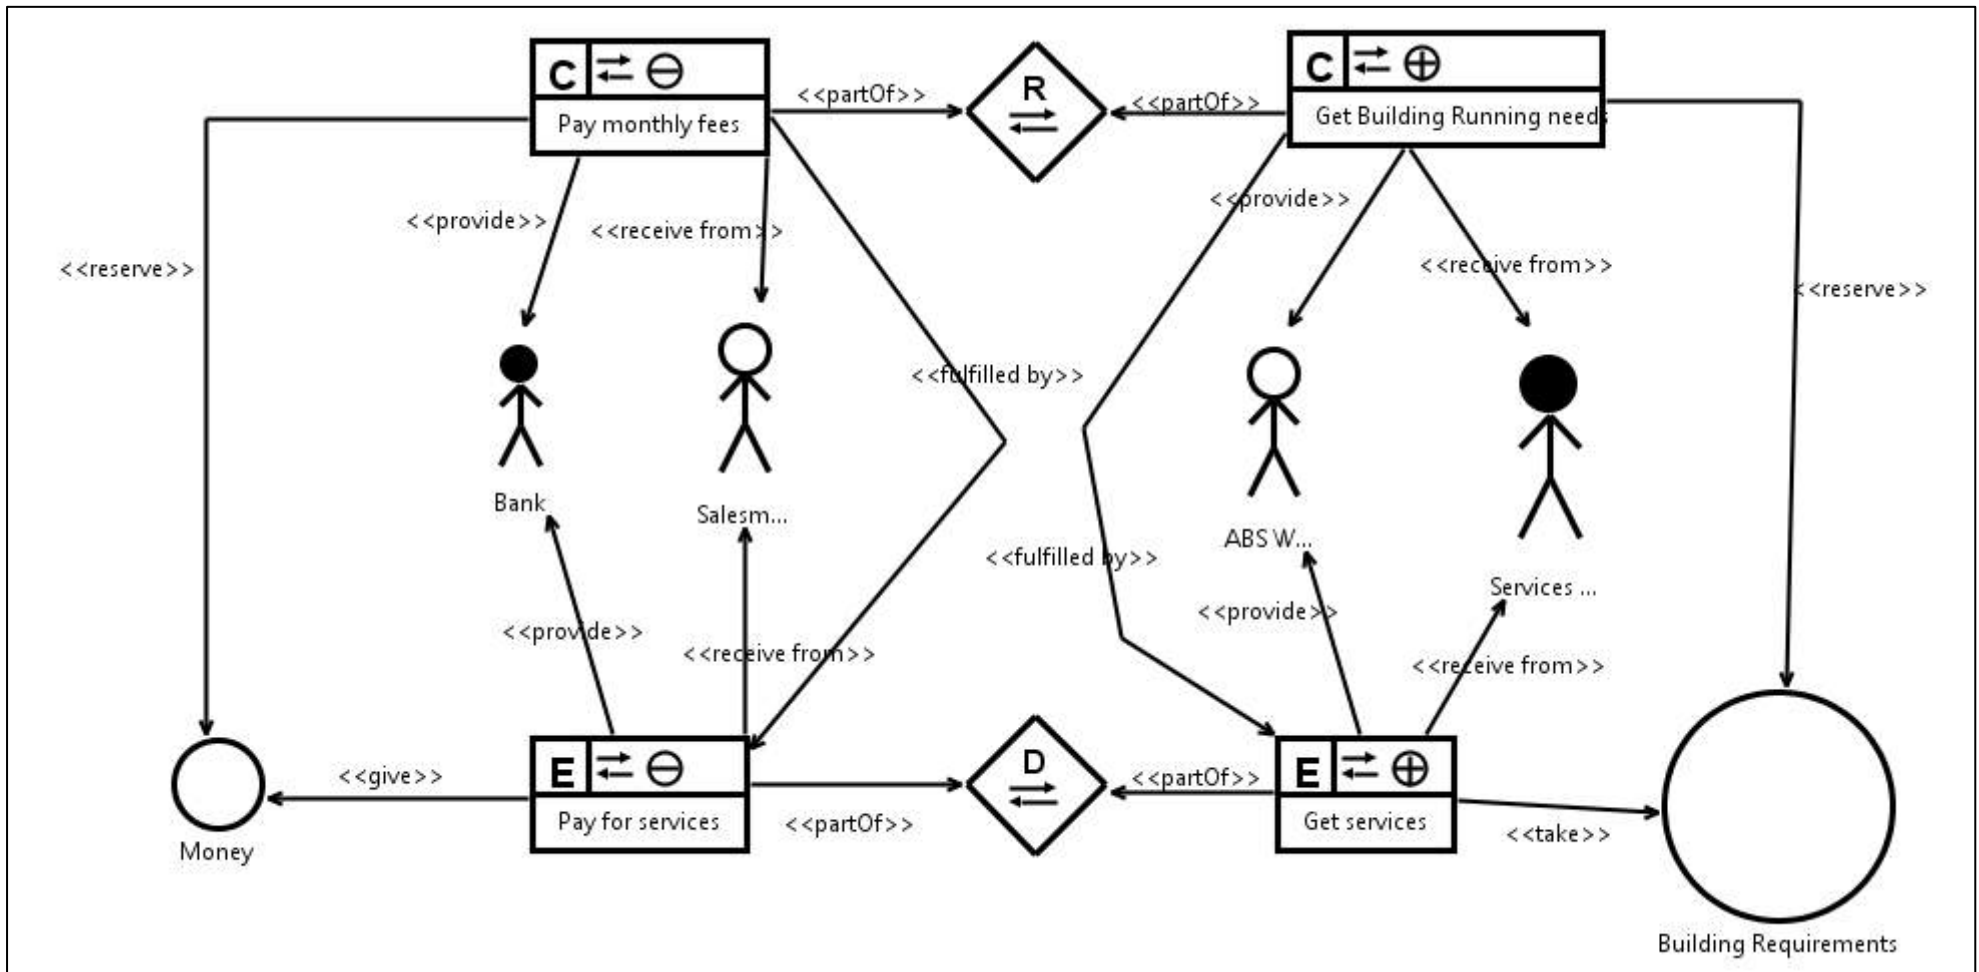 C
Pay monthly fees
<<partOf>>
R
<<partOf>>
C
Get Building Running needs
<<reserve>>
<<provide>>
<<receive from>>
<<provide>>
<<receive from>>
<<reserve>>
<<fulfilled by>>
Bank
Salesm...
<<fulfilled by>>
ABS W...
Services ...
<<provide>>
<<receive from>>
<<provide>>
<<receive from>>
<<give>>
E
Pay for services
<<partOf>>
D
<<partOf>>
E
Get services
<<take>>
Money
Building Requirements